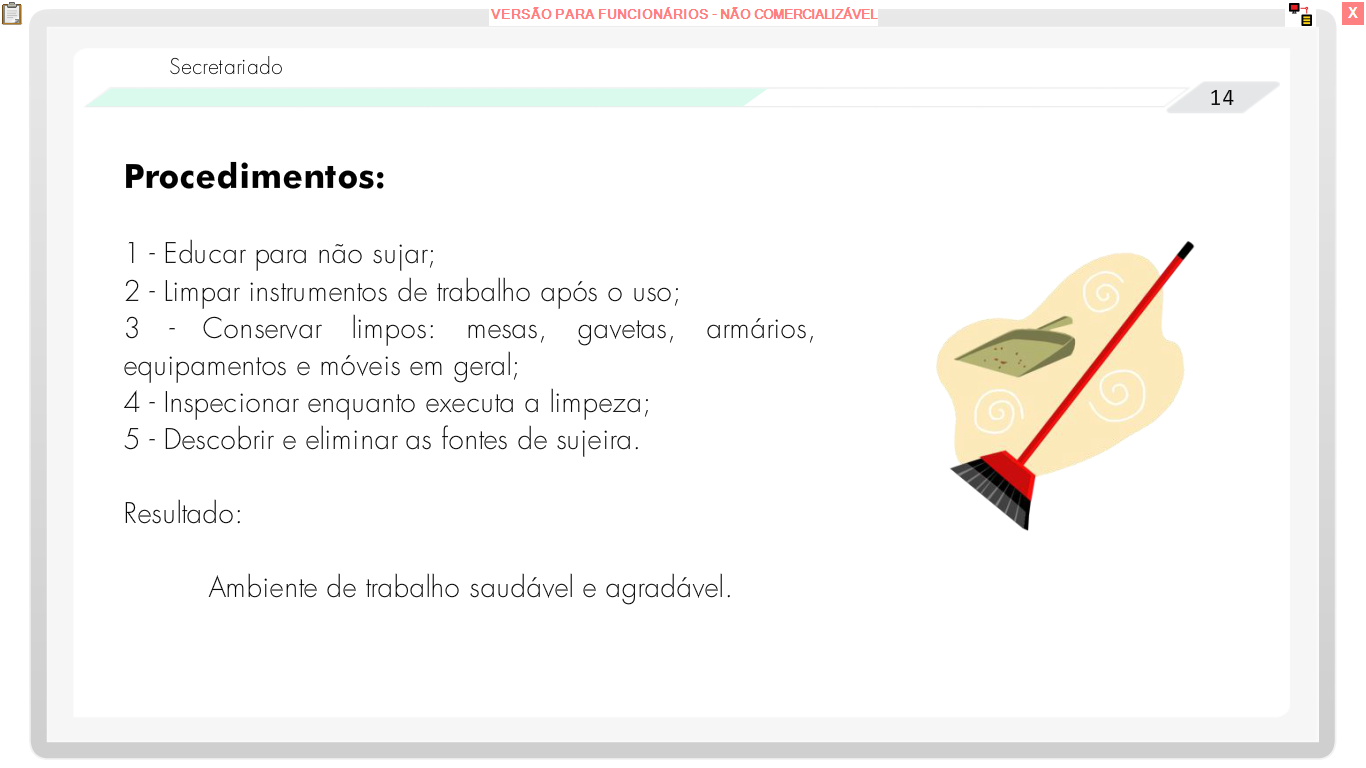 VERSÃO PARA FUNCIONÁRIOS - NÃO COMERCIALIZÁVEL
X
Secretariado
14
Procedimentos:
1 - Educar para não sujar;
2 - Limpar instrumentos de trabalho após o uso;
3 - Conservar limpos: mesas, gavetas, armários,
equipamentos e móveis em geral;
4 - Inspecionar enquanto executa a limpeza;
5 - Descobrir e eliminar as fontes de sujeira.
Resultado:
Ambiente de trabalho saudável e agradável.